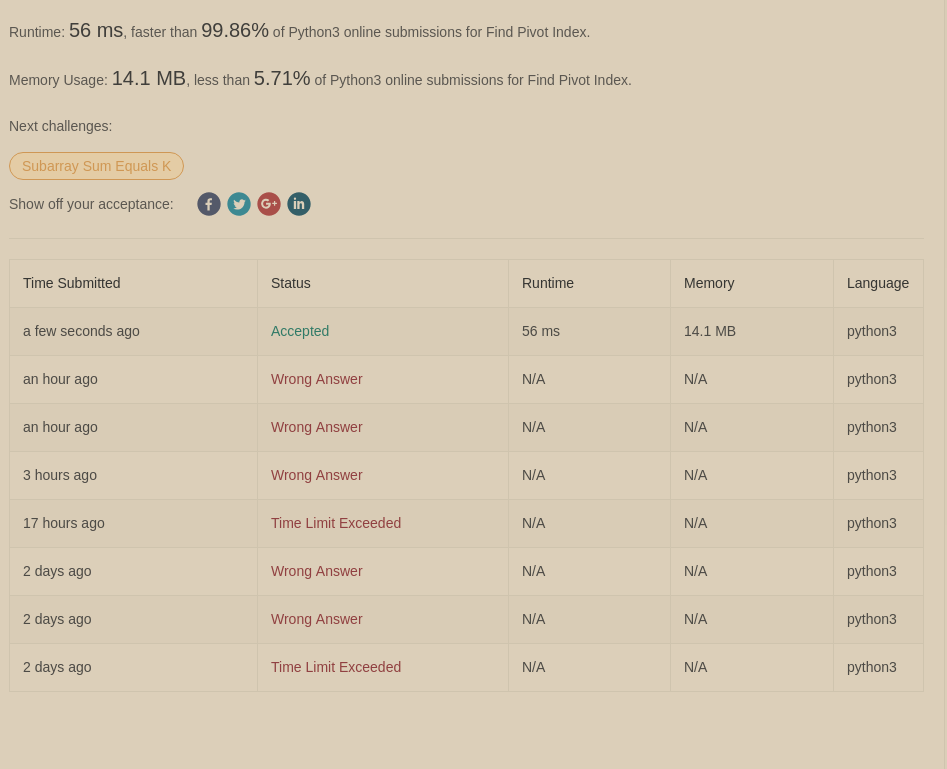 Runtime: 56 ms, faster than 99.86% of Python3 online submissions for Find Pivot Index.
Memory Usage: 14.1 MB, less than 5.71% of Python3 online submissions for Find Pivot Index.
Next challenges:
Subarray Sum Equals K
Show off your acceptance: f G+ in
Time Submitted Status Runtime Memory Language
a few seconds ago Accepted 56 ms 14.1 MB python3
an hour ago Wrong Answer N/A N/A python3
an hour ago Wrong Answer N/A N/A python3
3 hours ago Wrong Answer N/A N/A python3
17 hours ago Time Limit Exceeded N/A N/A python3
2 days ago Wrong Answer N/A N/A python3
2 days ago Wrong Answer N/A N/A python3
2 days ago Time Limit Exceeded N/A N/A python3